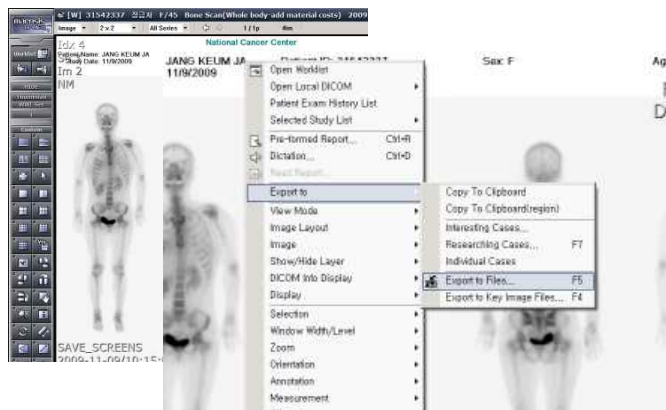 [W] 31542337 F/45 Bone Scan(Whole body-add material costs) 2009
Image 2 x 2 All Series 1 / 1p 4im
Idx 4
National Cancer Center
Patient Name: JANG KEUM JA
Study Date: 11/9/2009
Im 2
NM
SAVE_SCREENS
2009-11-09/10:15:
JANG KEUM JA
11/9/2009
Sex: F
Open Worklist
Open Local DICOM
Patient Exam History List
Selected Study List
Pre-formed Report... Ctrl+R
Dictation... Ctrl+D
Read Report...
Export to
View Mode
Image Layout
Image
Show/Hide Layer
DICOM Info Display
Display
Selection
Window Width/Level
Zoom
Orientation
Annotation
Measurement
Copy To Clipboard
Copy To Clipboard(region)
Interesting Cases...
Researching Cases... F7
Individual Cases
Export to Files... F5
Export to Key Image Files... F4